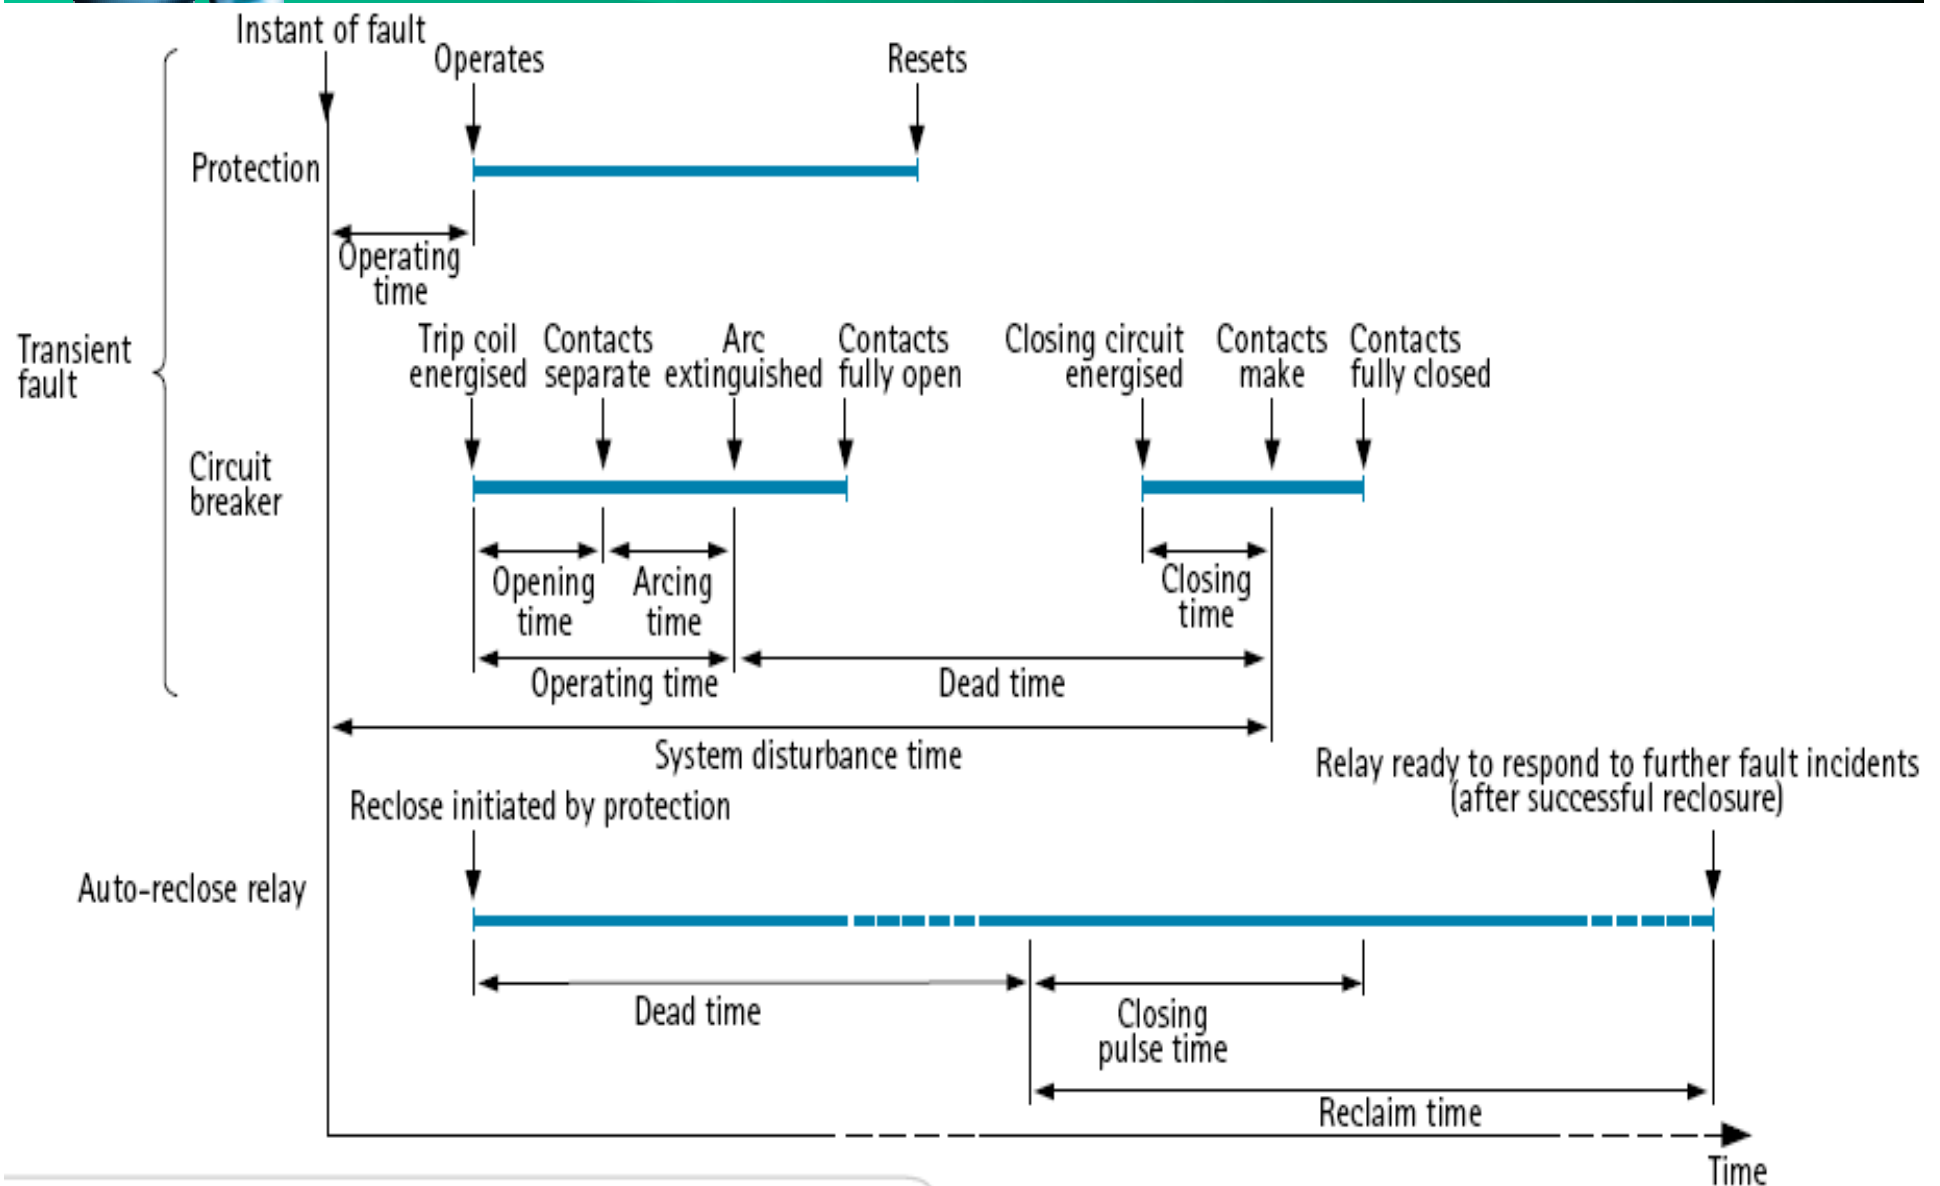 Instant of fault
Operates
Resets
Protection
Operating
time
Transient
fault
Trip coil
energised
Contacts
separate
Arc
extinguished
Contacts
fully open
Closing circuit
energised
Contacts
make
Contacts
fully closed
Circuit
breaker
Opening
time
Arcing
time
Closing
time
Operating time
Dead time
System disturbance time
Relay ready to respond to further fault incidents
(after successful reclosure)
Reclose initiated by protection
Auto-reclose relay
Dead time
Closing
pulse time
Reclaim time
Time